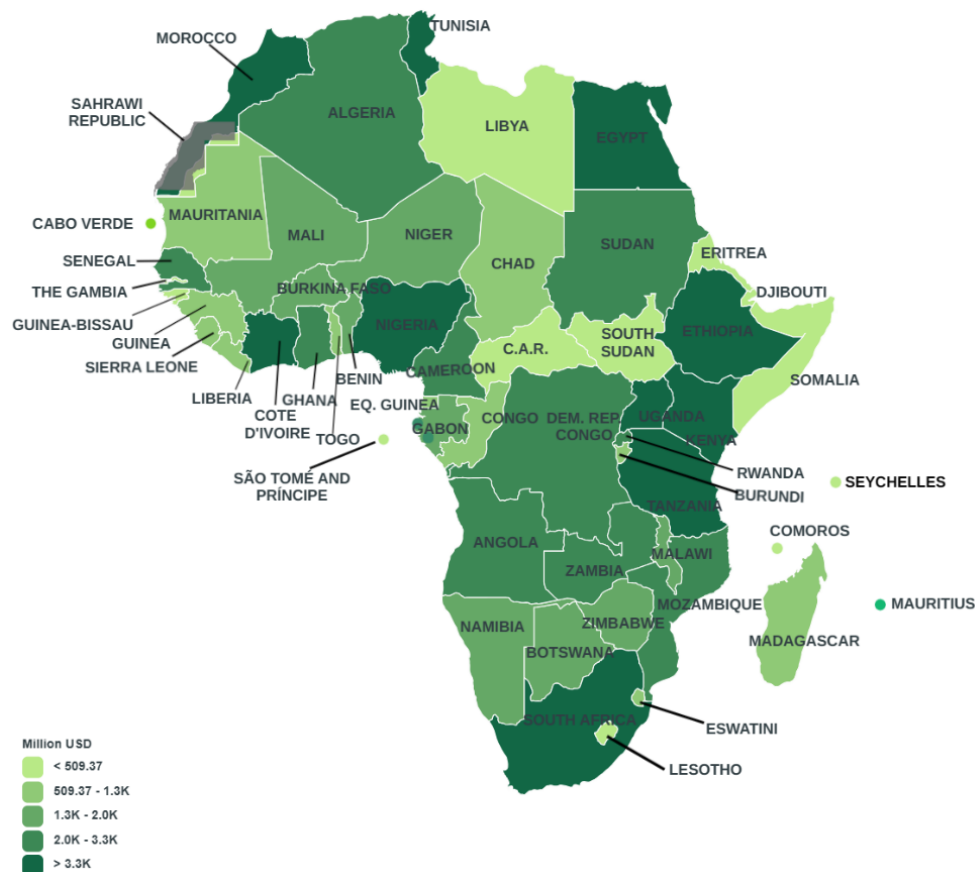 TUNISIA
MOROCCO
SAHRAWI
REPUBLIC
ALGERIA
LIBYA
EGYPT
CABO VERDE
MAURITANIA
MALI
NIGER
CHAD
SUDAN
ERITREA
SENEGAL
THE GAMBIA
BURKINA FASO
DJIBOUTI
GUINEA-BISSAU
NIGERIA
ETHIOPIA
GUINEA
SOUTH
SUDAN
C.A.R.
SIERRA LEONE
CAMEROON
BENIN
SOMALIA
LIBERIA
GHANA
EQ. GUINEA
COTE
D'IVOIRE
TOGO
GABON
CONGO
DEM. REP.
CONGO
UGANDA
KENYA
RWANDA
SÃO TOMÉ AND
PRÍNCIPE
BURUNDI
SEYCHELLES
TANZANIA
COMOROS
ANGOLA
MALAWI
ZAMBIA
MOZAMBIQUE
MAURITIUS
NAMIBIA
ZIMBABWE
MADAGASCAR
BOTSWANA
SOUTH AFRICA
ESWATINI
LESOTHO
Million USD
< 509.37
509.37 - 1.3K
1.3K - 2.0K
2.0K - 3.3K
> 3.3K